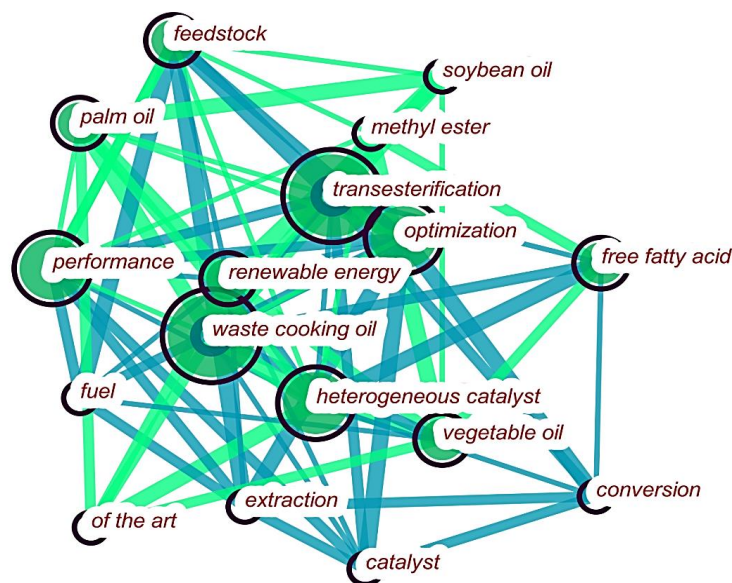 feedstock
soybean oil
palm oil
methyl ester
transesterification
optimization
free fatty acid
performance
renewable energy
waste cooking oil
fuel
heterogeneous catalyst
vegetable oil
conversion
extraction
of the art
catalyst